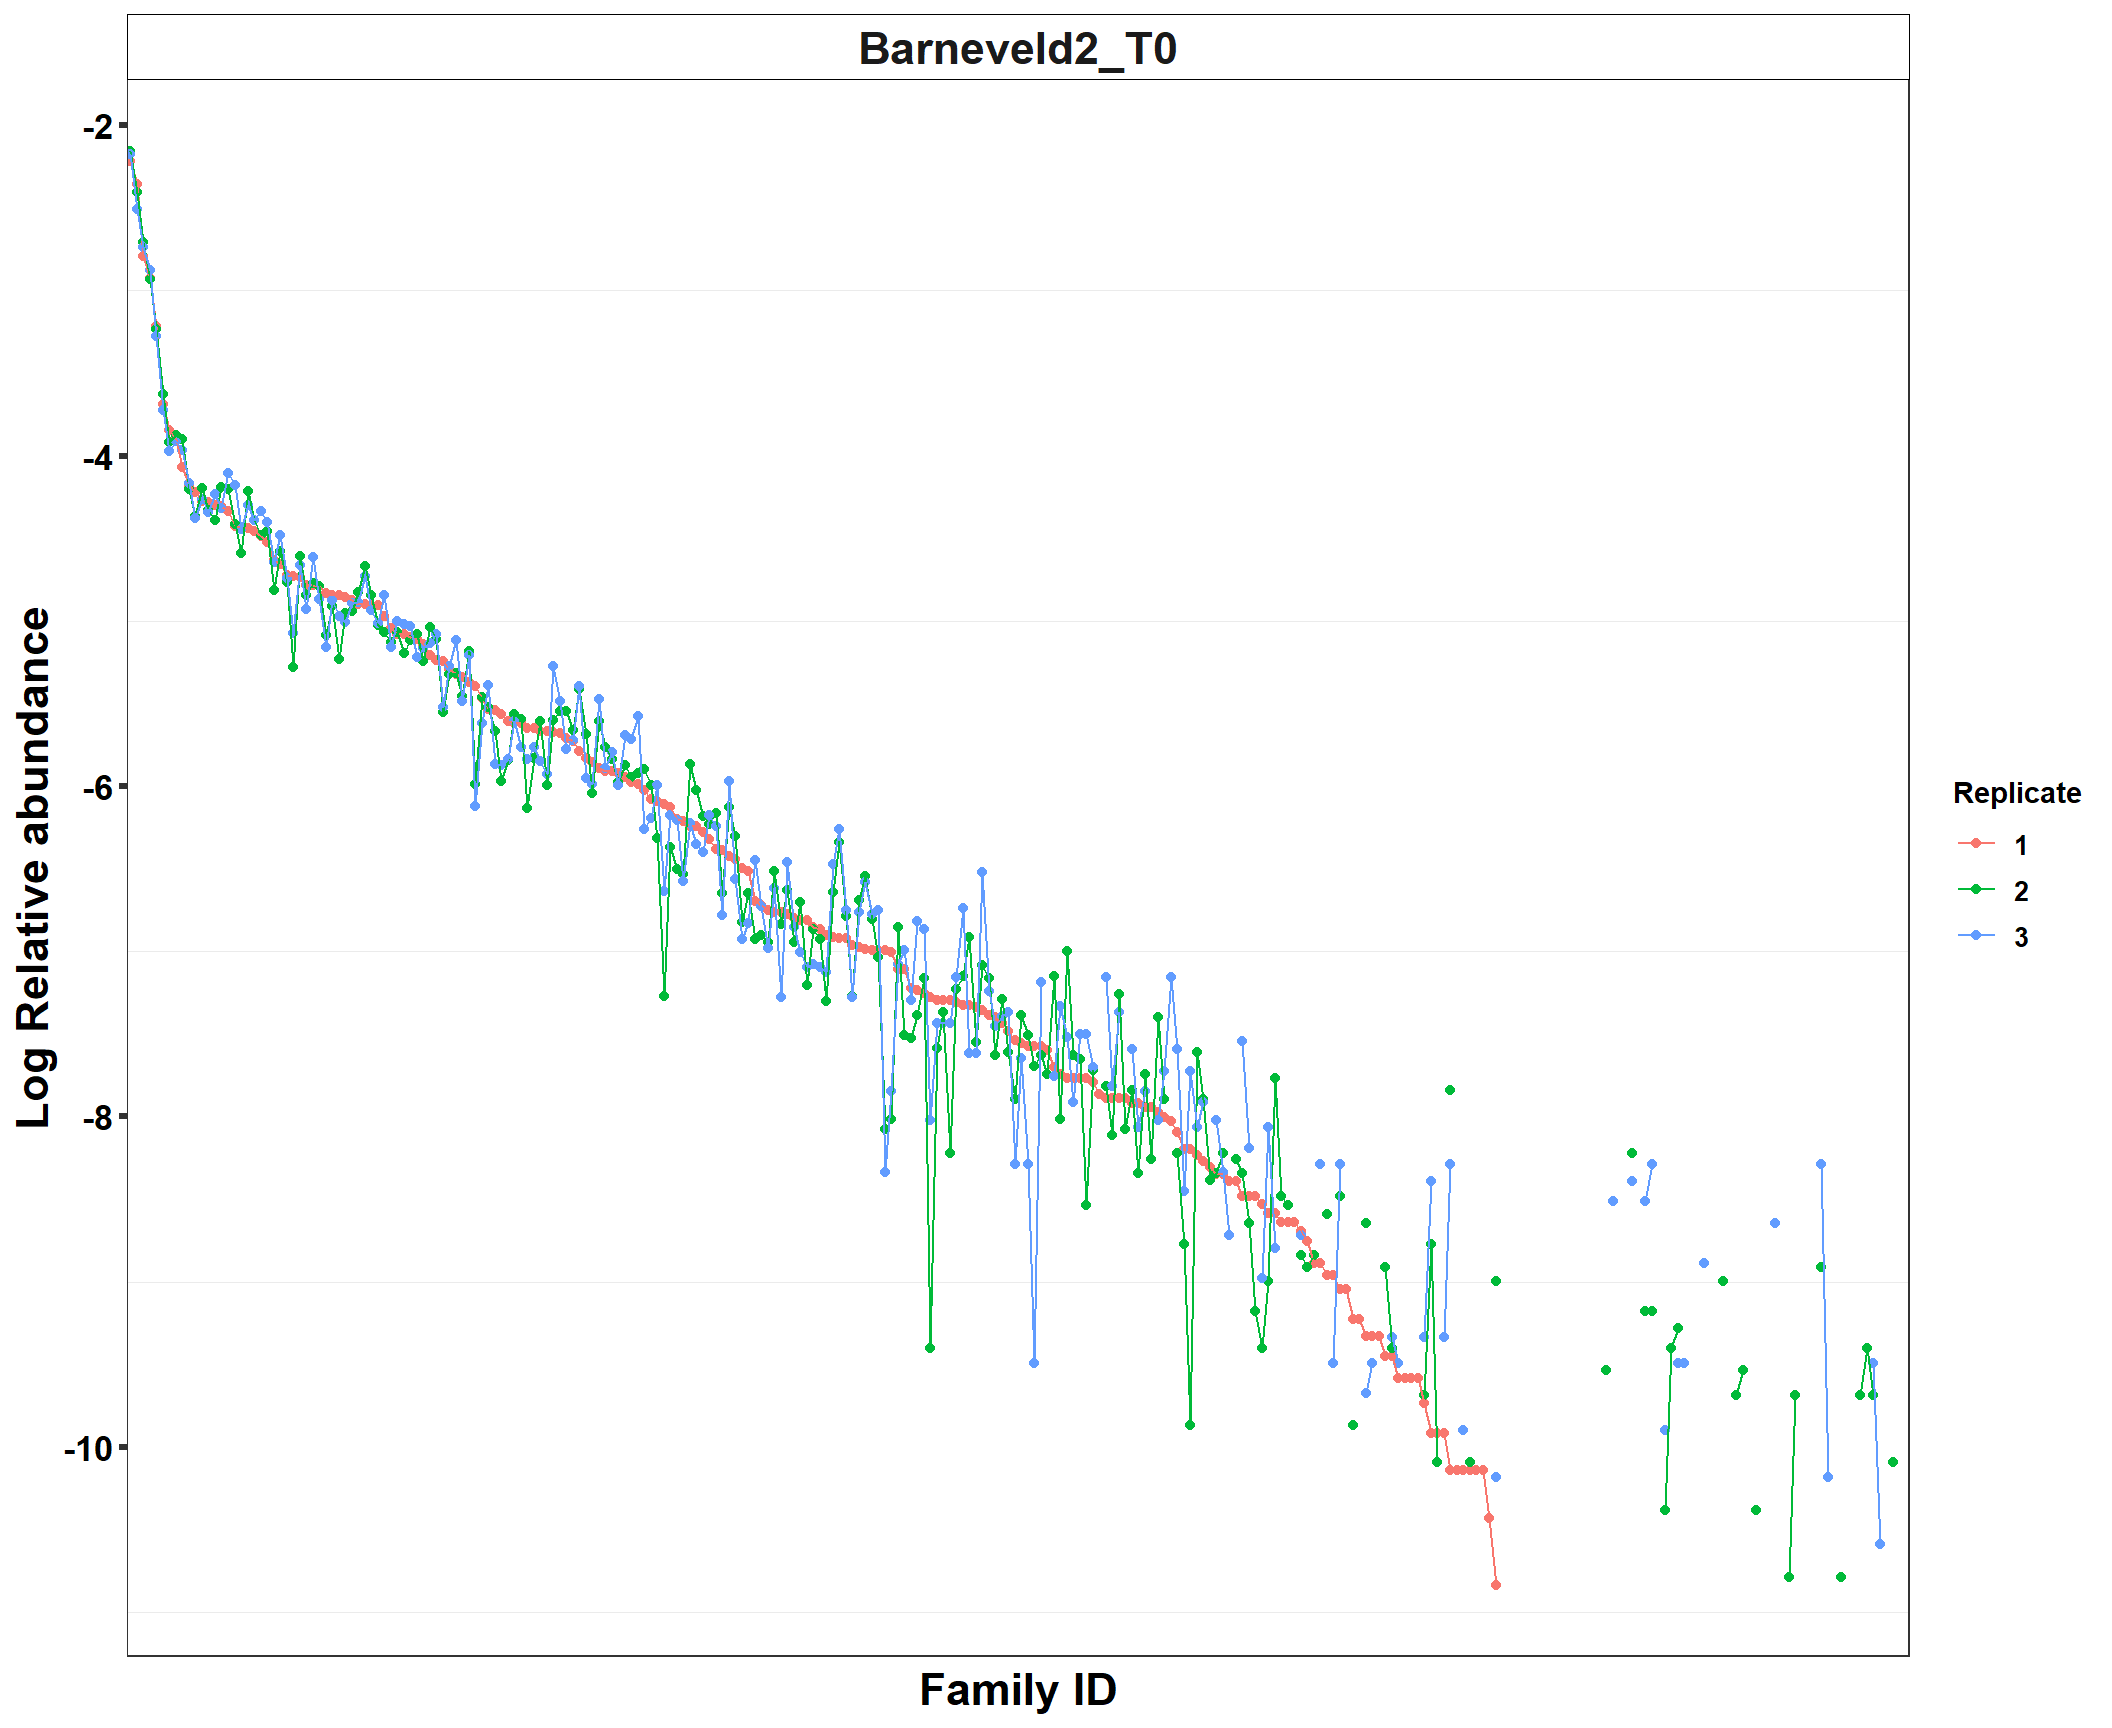 Barneveld2_T0
-2
-4
-6
-8
-10
Log Relative abundance
Family ID
Replicate
1
2
3